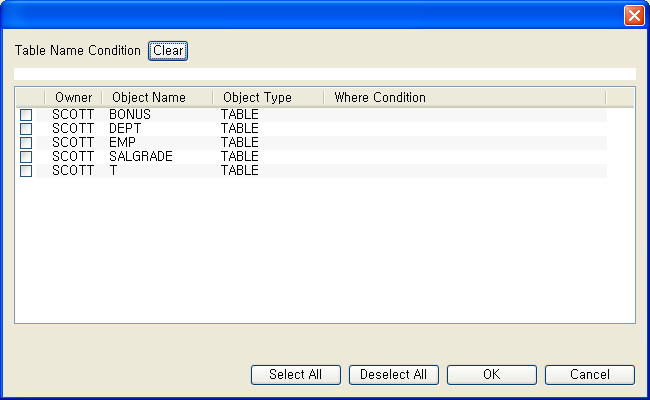 Table Name Condition Clear
Owner Object Name Object Type Where Condition
SCOTT BONUS TABLE
SCOTT DEPT TABLE
SCOTT EMP TABLE
SCOTT SALGRADE TABLE
SCOTT T TABLE
Select All Deselect All OK Cancel